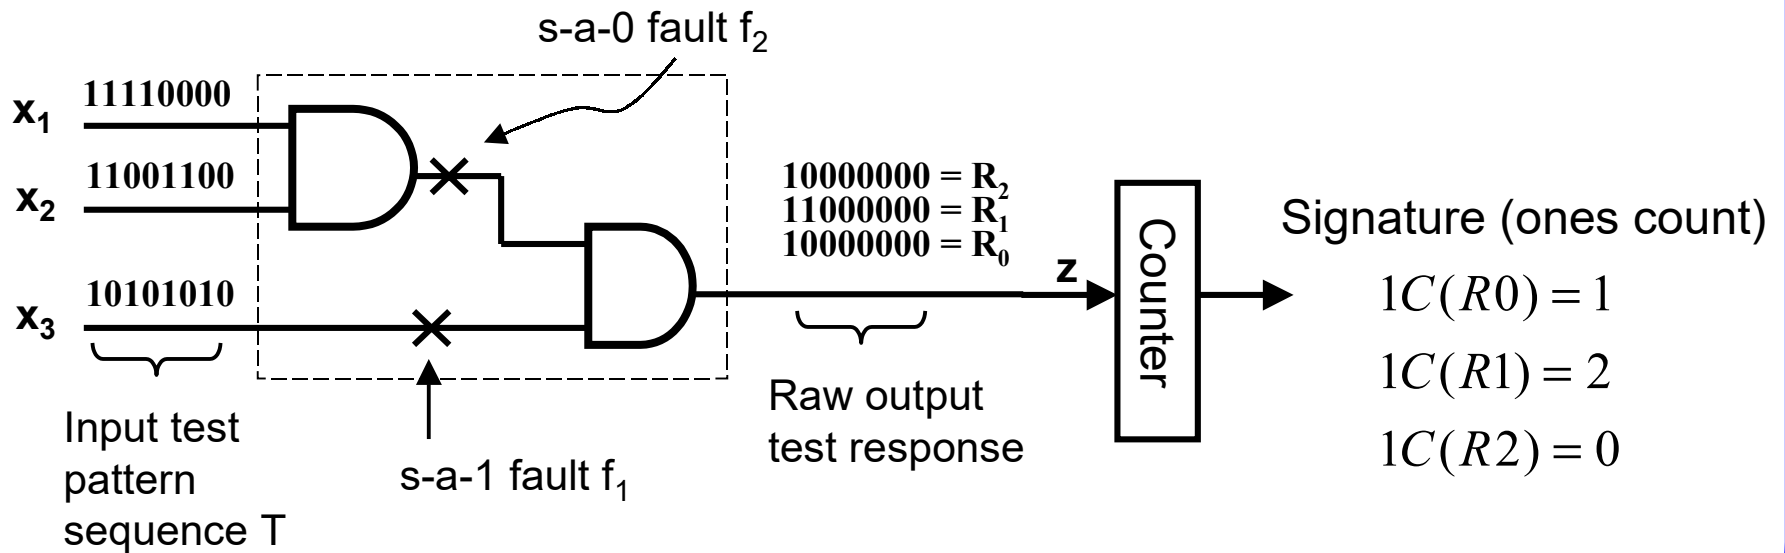 s-a-0 fault f2
x1
11110000
x2
11001100
x3
10101010
10000000 = R2
11000000 = R1
10000000 = R0
z
Counter
Signature (ones count)
1C(R0) = 1
1C(R1) = 2
1C(R2) = 0
Input test
pattern
sequence T
s-a-1 fault f1
Raw output
test response